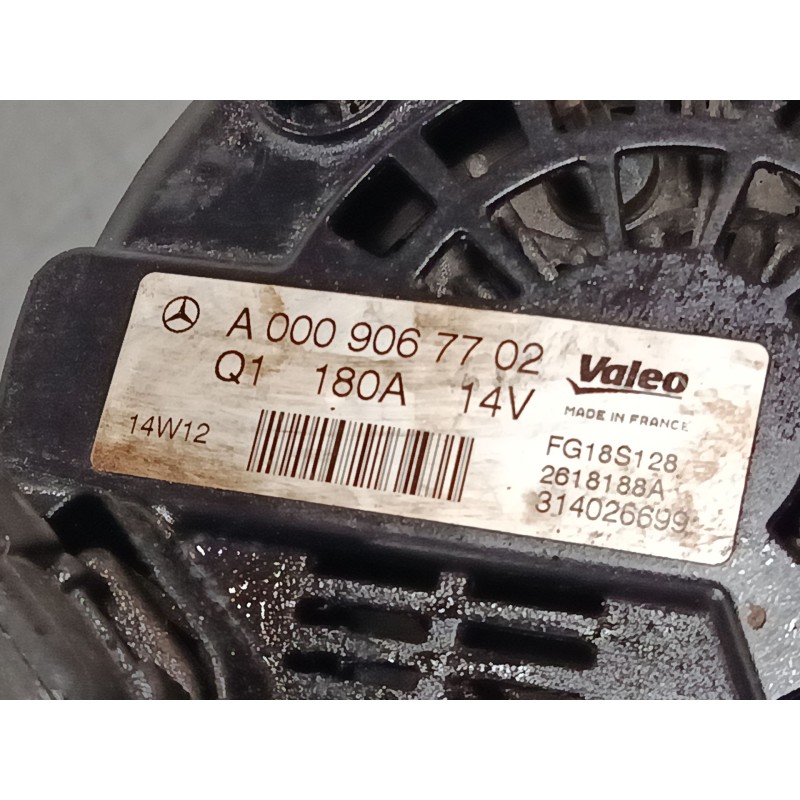 A 000 906 77 02
Q1 180A 14V
Valeo
MADE IN FRANCE
14W12
FG18S128
2618188A
314026699